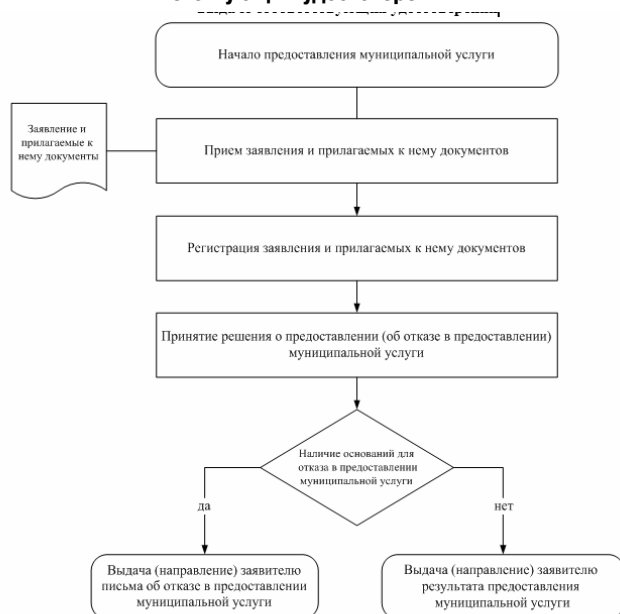 Начало предоставления муниципальной услуги
Заявление и
прилагаемые к
нему документы
Прием заявления и прилагаемых к нему документов
Регистрация заявления и прилагаемых к нему документов
Принятие решения о предоставлении (об отказе в предоставлении)
муниципальной услуги
Наличие оснований для
отказа в предоставлении
муниципальной услуги
да
нет
Выдача (направление) заявителю
письма об отказе в предоставлении
муниципальной услуги
Выдача (направление) заявителю
результата предоставления
муниципальной услуги